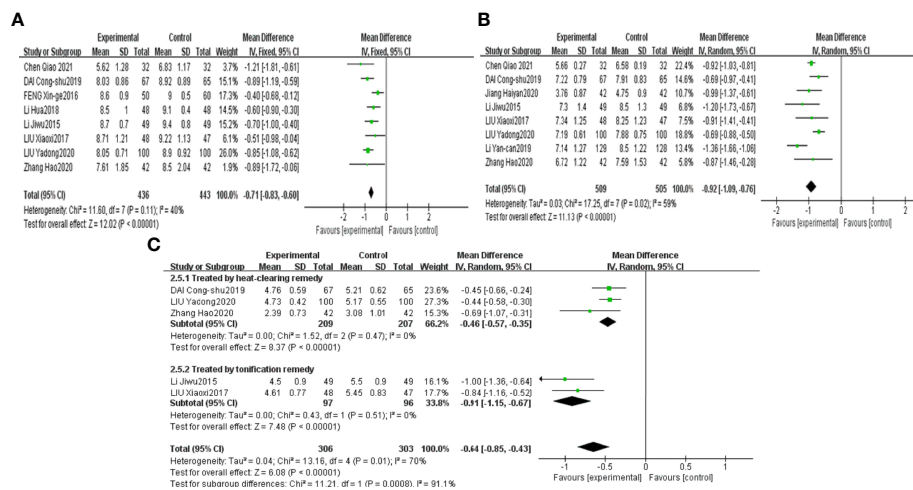 A
Experimental Control Mean Difference Mean Difference
Study or Subgroup Mean SD Total Mean SD Total Weight IV, Fixed, 95% CI IV, Fixed, 95% CI
Chen Qiao 2021 5.62 1.28 32 6.83 1.17 32 3.7% -1.21 [-1.81, -0.61]
DAI Cong-shu2019 8.03 0.86 67 8.92 0.89 65 -0.89 [-1.19, -0.59]
FENG Xin-ge2016 8.6 0.9 50 9 0.5 60 -0.40 [-0.68, -0.12]
Li Hua2018 8.5 1 48 9.1 0.4 48 -0.60 [-0.90, -0.30]
Li Jiwu2015 8.7 0.7 49 9.4 0.8 49 -0.70 [-1.00, -0.40]
LIU Xiaoxi2017 8.71 1.21 48 9.22 1.13 47 -0.51 [-0.98, -0.04]
LIU Yadong2020 8.05 0.71 100 8.9 0.92 100 -0.85 [-1.08, -0.62]
Zhang Hao2020 7.61 1.85 42 8.5 2.04 42 -0.89 [-1.72, -0.06]
Total (95% CI) 436 443 100.0% -0.71 [-0.83, -0.60]
Heterogeneity: Chi² = 11.60, df = 7 (P = 0.11); I² = 40%
Test for overall effect: Z = 12.02 (P < 0.00001)
-2 -1 0 1 2
Favours [experimental] Favours [control]
B
Experimental Control Mean Difference Mean Difference
Study or Subgroup Mean SD Total Mean SD Total Weight IV, Random, 95% CI IV, Random, 95% CI
Chen Qiao 2021 5.66 0.27 32 6.58 0.19 32 -0.92 [-1.03, -0.81]
DAI Cong-shu2019 7.22 0.79 67 7.91 0.83 65 -0.69 [-0.97, -0.41]
Jiang Haiyan2020 3.76 0.87 42 4.75 0.9 42 -0.99 [-1.37, -0.61]
Li Jiwu2015 7.3 1.4 49 8.5 1.3 49 -1.20 [-1.73, -0.67]
LIU Xiaoxi2017 7.34 1.25 48 8.25 1.23 47 -0.91 [-1.41, -0.41]
LIU Yadong2020 7.19 0.61 100 7.88 0.75 100 -0.69 [-0.88, -0.50]
Li Yan-can2019 7.14 1.27 129 8.5 1.22 128 -1.36 [-1.66, -1.06]
Zhang Hao2020 6.72 1.22 42 7.59 1.53 42 -0.87 [-1.46, -0.28]
Total (95% CI) 509 505 100.0% -0.92 [-1.09, -0.76]
Heterogeneity: Tau² = 0.03; Chi² = 17.25, df = 7 (P = 0.02); I² = 59%
Test for overall effect: Z = 11.13 (P < 0.00001)
-2 -1 0 1 2
Favours [experimental] Favours [control]
C
Experimental Control Mean Difference Mean Difference
Study or Subgroup Mean SD Total Mean SD Total Weight IV, Random, 95% CI IV, Random, 95% CI
2.5.1 Treated by heat-clearing remedy
DAI Cong-shu2019 4.76 0.59 67 5.21 0.62 65 23.6% -0.45 [-0.66, -0.24]
LIU Yadong2020 4.73 0.42 100 5.17 0.55 100 27.2% -0.44 [-0.58, -0.30]
Zhang Hao2020 2.39 0.73 42 3.08 1.01 42 15.3% -0.69 [-1.07, -0.31]
Subtotal (95% CI) 209 207 66.2% -0.46 [-0.57, -0.35]
Heterogeneity: Tau² = 0.00; Chi² = 1.52, df = 2 (P = 0.47); I² = 0%
Test for overall effect: Z = 8.37 (P < 0.00001)
2.5.2 Treated by tonification remedy
Li Jiwu2015 4.5 0.9 49 5.5 0.9 49 16.1% -1.00 [-1.36, -0.64]
LIU Xiaoxi2017 4.61 0.77 48 5.45 0.83 47 17.7% -0.84 [-1.16, -0.52]
Subtotal (95% CI) 97 96 33.8% -0.91 [-1.15, -0.67]
Heterogeneity: Tau² = 0.00; Chi² = 0.43, df = 1 (P = 0.51); I² = 0%
Test for overall effect: Z = 7.48 (P < 0.00001)
Total (95% CI) 306 303 100.0% -0.64 [-0.85, -0.43]
Heterogeneity: Tau² = 0.04; Chi² = 13.16, df = 4 (P = 0.01); I² = 70%
Test for overall effect: Z = 6.08 (P < 0.00001)
Test for subgroup differences: Chi² = 11.21, df = 1 (P = 0.0008), I² = 91.1%
-1 -0.5 0 0.5 1
Favours [experimental] Favours [control]